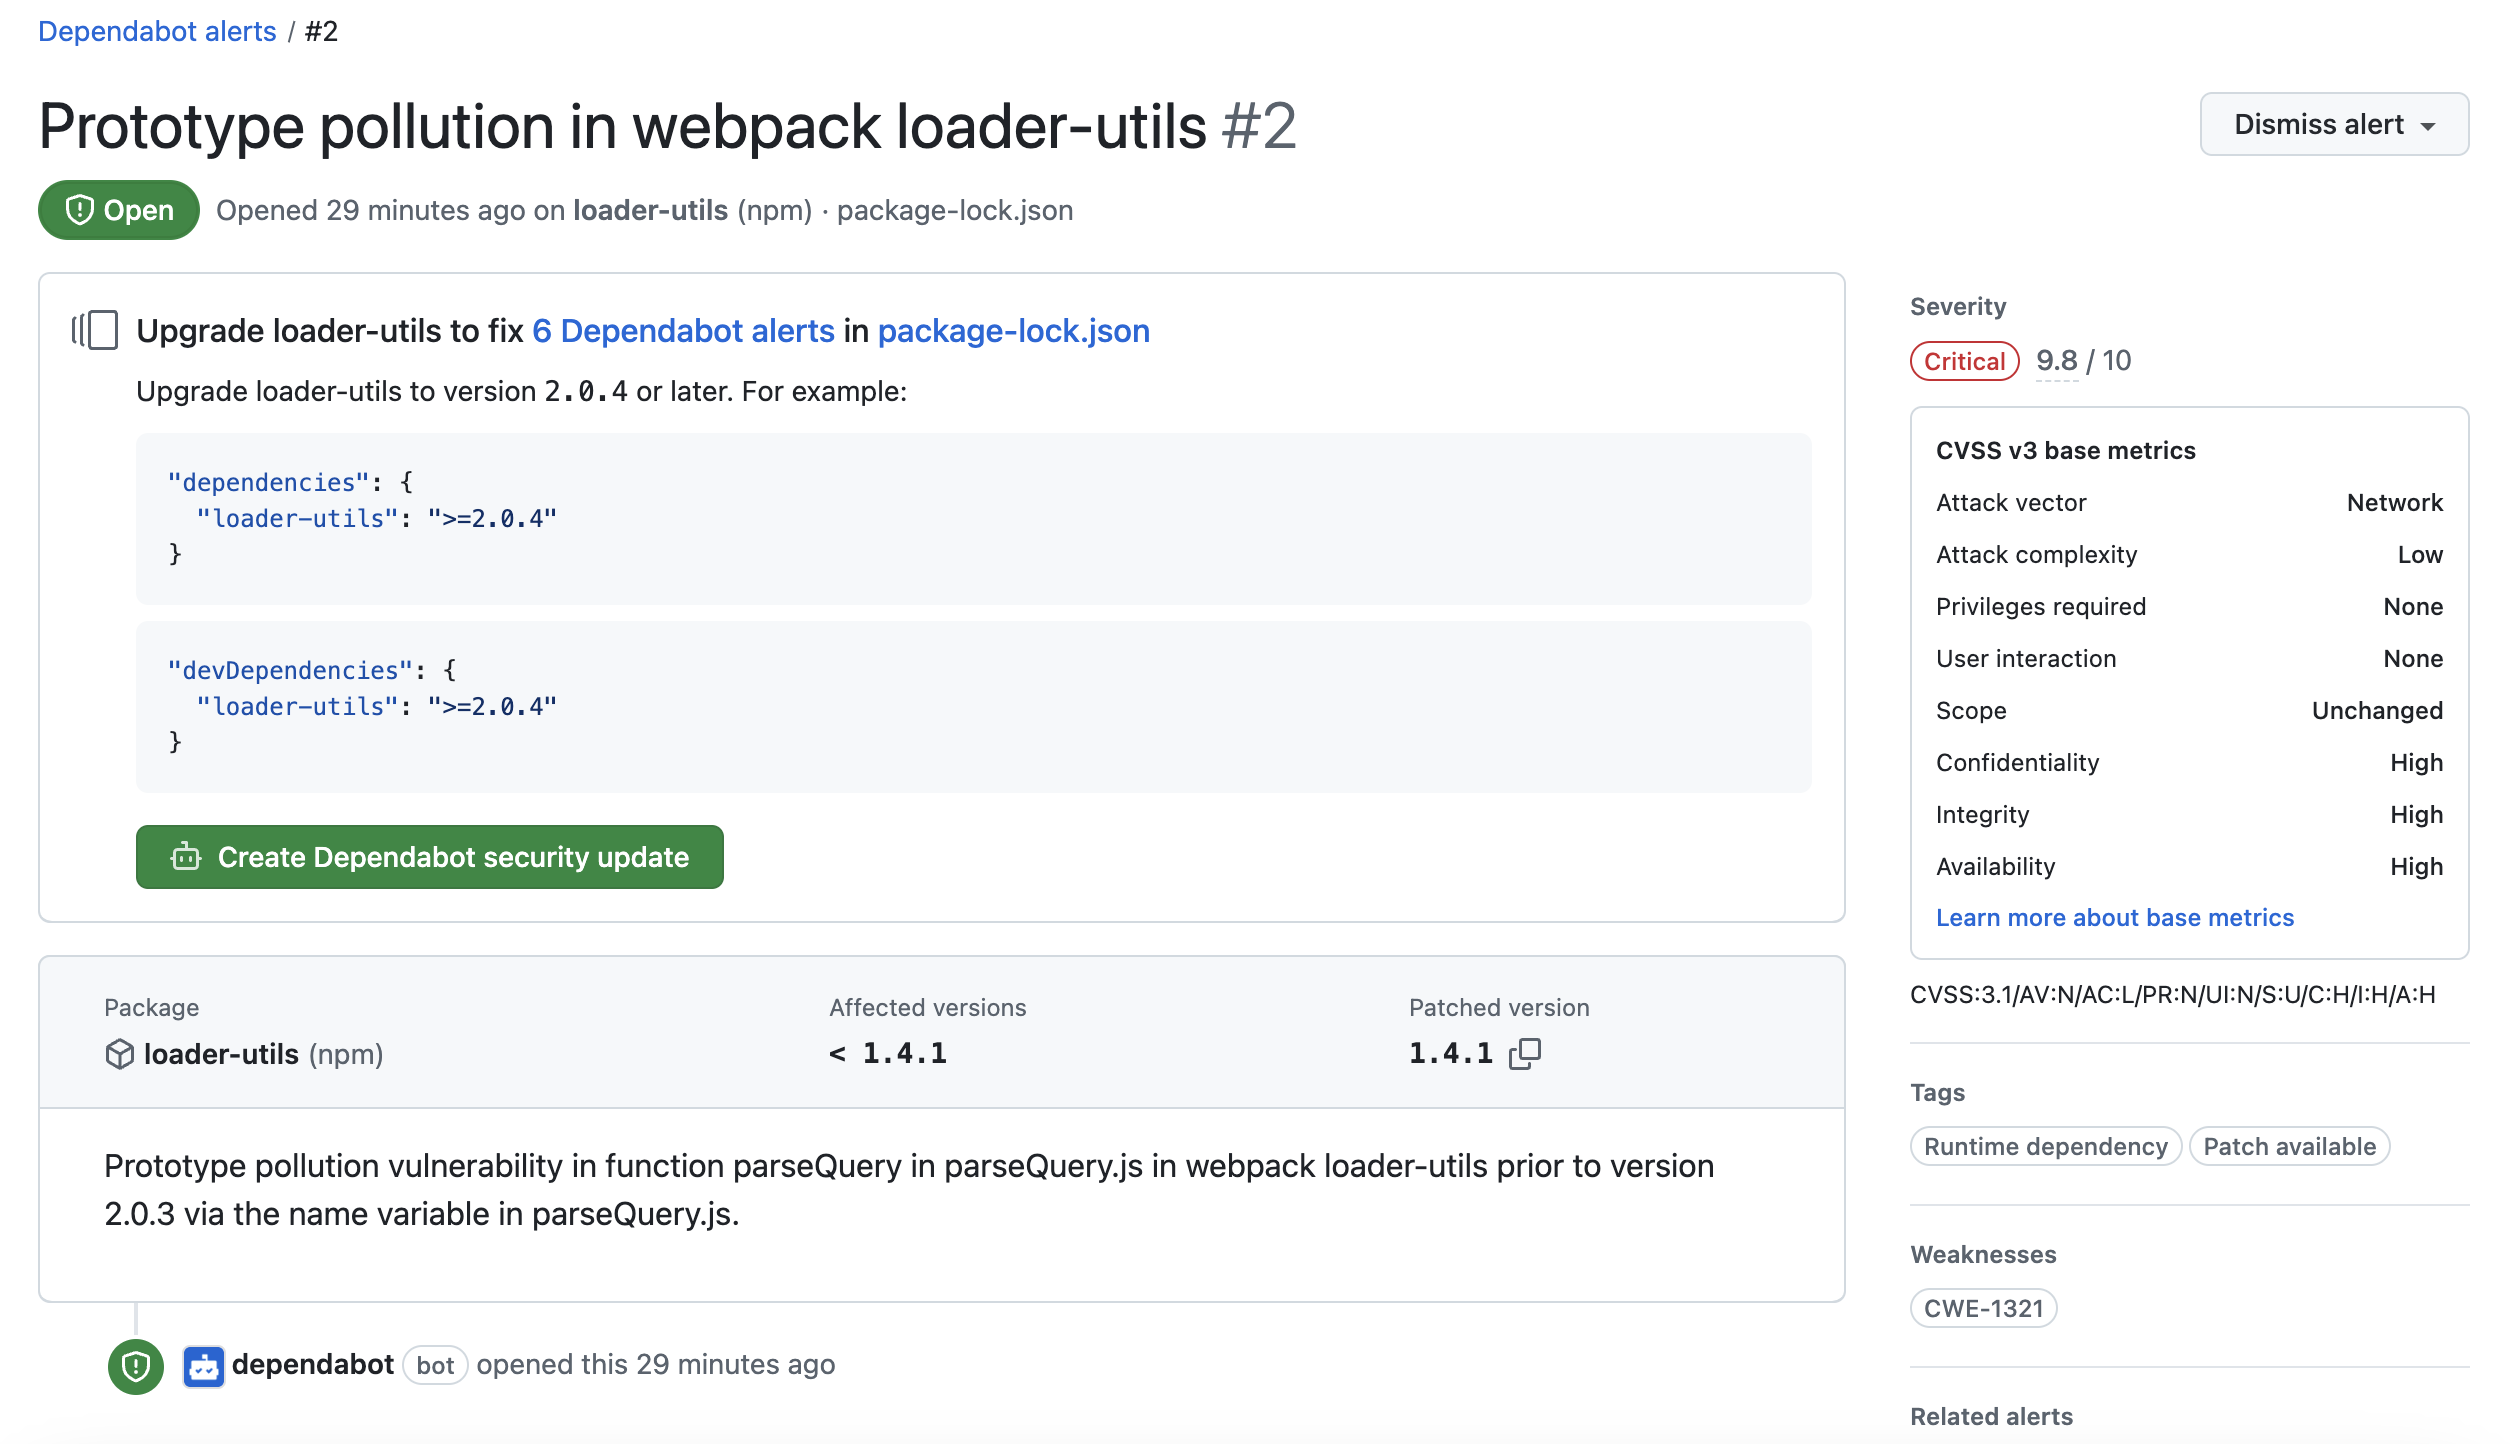 Dependabot alerts / #2
Prototype pollution in webpack loader-utils #2
Dismiss alert
Open
Opened 29 minutes ago on loader-utils (npm) · package-lock.json
Upgrade loader-utils to fix 6 Dependabot alerts in package-lock.json
Upgrade loader-utils to version 2.0.4 or later. For example:
"dependencies": {
  "loader-utils": ">=2.0.4"
}
"devDependencies": {
  "loader-utils": ">=2.0.4"
}
Create Dependabot security update
Package
Affected versions
Patched version
loader-utils (npm)
< 1.4.1
1.4.1
Prototype pollution vulnerability in function parseQuery in parseQuery.js in webpack loader-utils prior to version
2.0.3 via the name variable in parseQuery.js.
dependabot bot opened this 29 minutes ago
Severity
Critical 9.8 / 10
CVSS v3 base metrics
Attack vector Network
Attack complexity Low
Privileges required None
User interaction None
Scope Unchanged
Confidentiality High
Integrity High
Availability High
Learn more about base metrics
CVSS:3.1/AV:N/AC:L/PR:N/UI:N/S:U/C:H/I:H/A:H
Tags
Runtime dependency Patch available
Weaknesses
CWE-1321
Related alerts